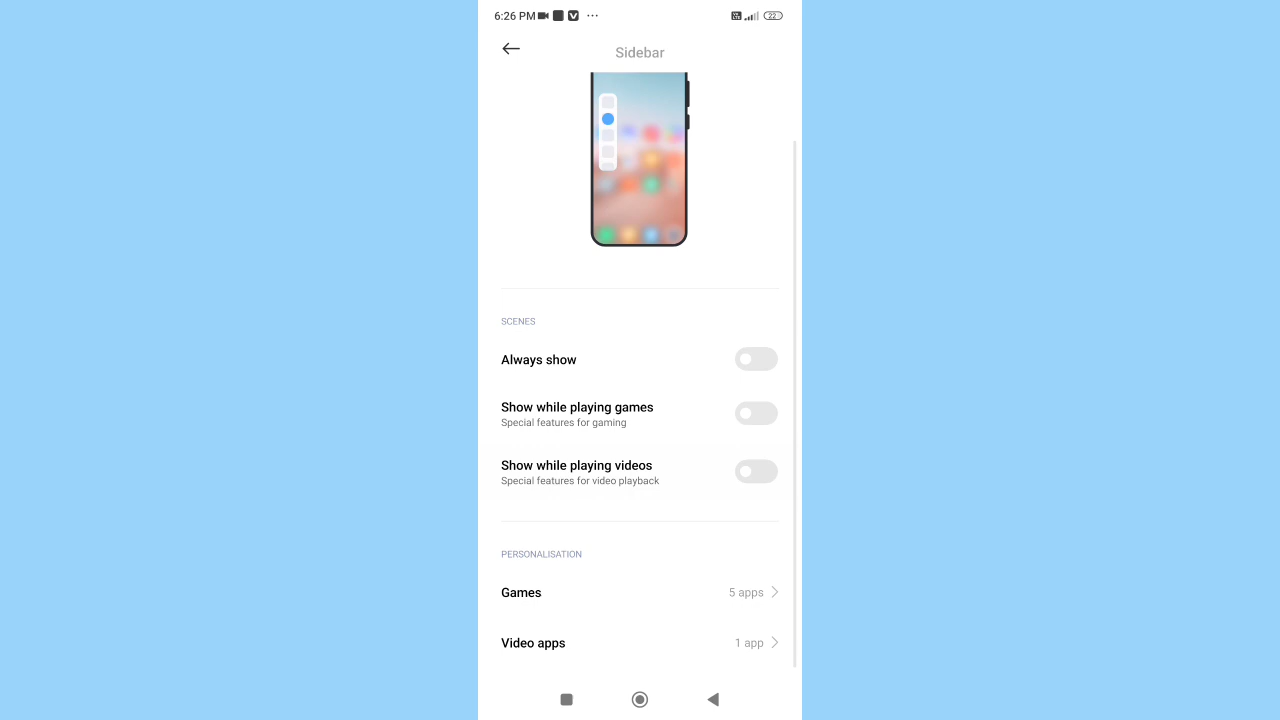 6:26 PM
22
Sidebar
SCENES
Always show
Show while playing games
Special features for gaming
Show while playing videos
Special features for video playback
PERSONALISATION
Games 5 apps
Video apps 1 app